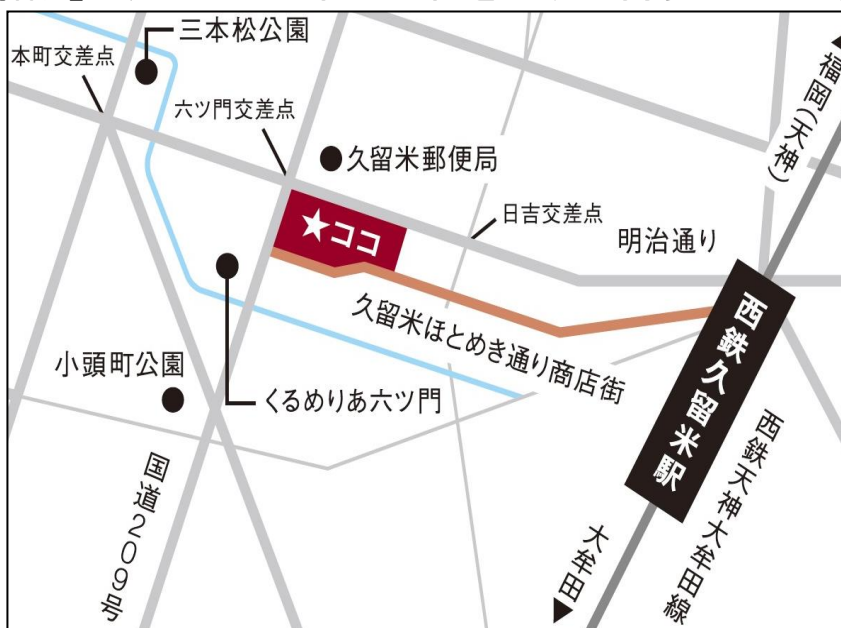 三本松公園
本町交差点
六ツ門交差点
久留米郵便局
日吉交差点
明治通り
福岡(天神)
★ココ
久留米ほとめき通り商店街
西鉄久留米駅
小頭町公園
くるめりあ六ツ門
西鉄天神大牟田線
国道209号
大牟田